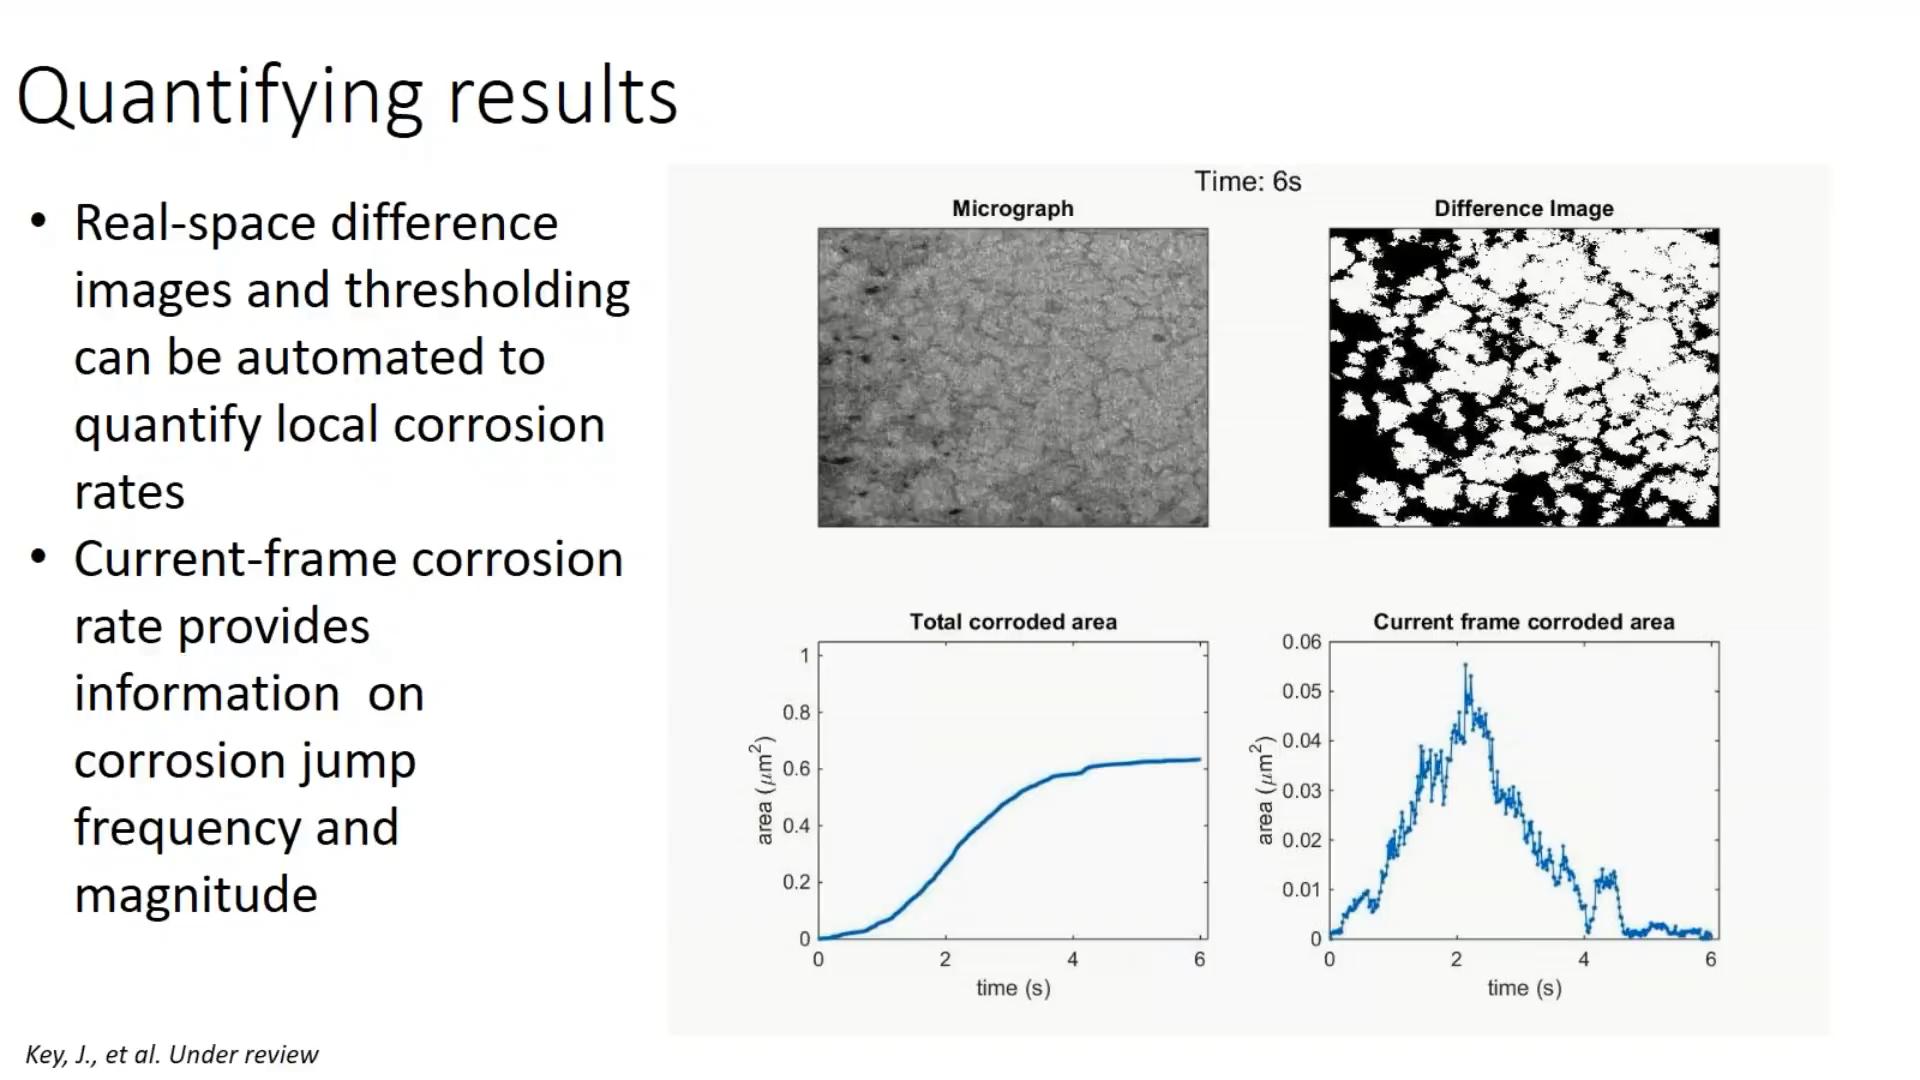 Quantifying results
• Real-space difference
images and thresholding
can be automated to
quantify local corrosion
rates
• Current-frame corrosion
rate provides
information  on
corrosion jump
frequency and
magnitude
Key, J., et al. Under review
Time: 6s
Micrograph
Difference Image
Total corroded area
1
0.8
0.6
0.4
0.2
0
area (μm²)
0 2 4 6
time (s)
Current frame corroded area
0.06
0.05
0.04
0.03
0.02
0.01
0
area (μm²)
0 2 4 6
time (s)